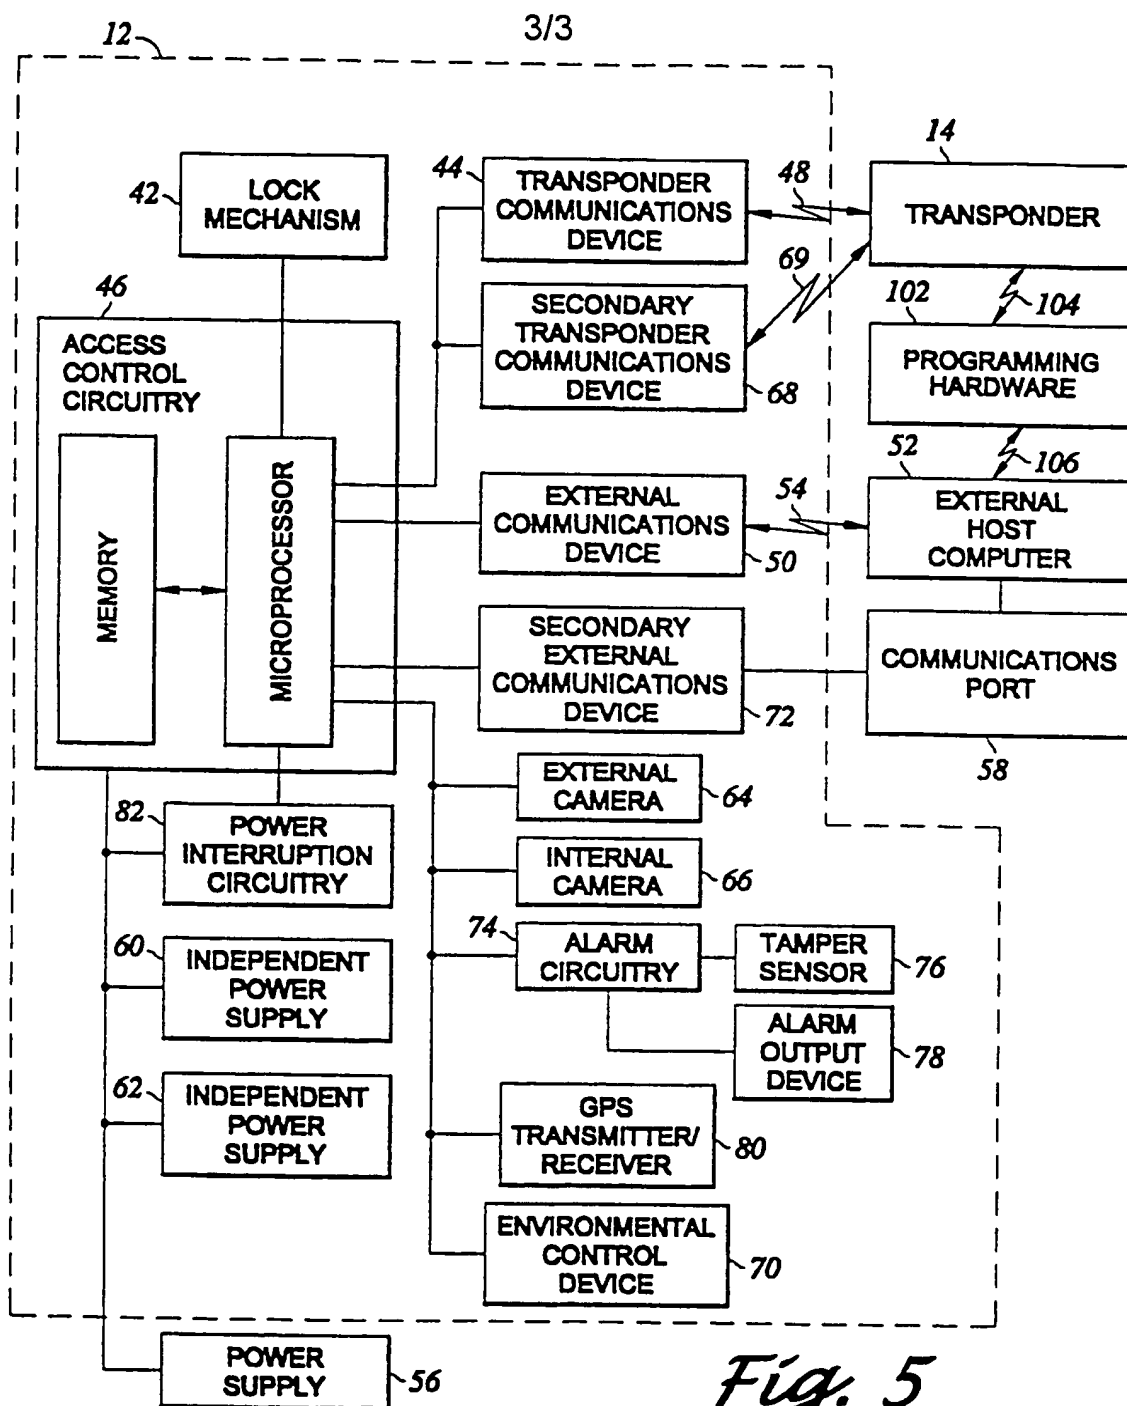 3/3
12
14
42
LOCK
MECHANISM
44
TRANSPONDER
COMMUNICATIONS
DEVICE
48
TRANSPONDER
69
SECONDARY
TRANSPONDER
COMMUNICATIONS
DEVICE
68
102
104
PROGRAMMING
HARDWARE
46
ACCESS
CONTROL
CIRCUITRY
MEMORY
MICROPROCESSOR
52
106
EXTERNAL
COMMUNICATIONS
DEVICE
50
54
EXTERNAL
HOST
COMPUTER
SECONDARY
EXTERNAL
COMMUNICATIONS
DEVICE
72
COMMUNICATIONS
PORT
58
EXTERNAL
CAMERA
64
82
POWER
INTERRUPTION
CIRCUITRY
INTERNAL
CAMERA
66
60
INDEPENDENT
POWER
SUPPLY
74
ALARM
CIRCUITRY
TAMPER
SENSOR
76
ALARM
OUTPUT
DEVICE
78
62
INDEPENDENT
POWER
SUPPLY
GPS
TRANSMITTER/
RECEIVER
80
ENVIRONMENTAL
CONTROL
DEVICE
70
POWER
SUPPLY
56
Fig. 5